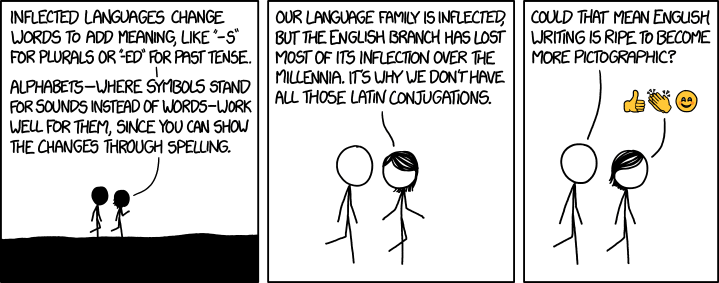 INFLECTED LANGUAGES CHANGE
WORDS TO ADD MEANING, LIKE "-S"
FOR PLURALS OR "-ED" FOR PAST TENSE.
ALPHABETS—WHERE SYMBOLS STAND
FOR SOUNDS INSTEAD OF WORDS—WORK
WELL FOR THEM, SINCE YOU CAN SHOW
THE CHANGES THROUGH SPELLING.
OUR LANGUAGE FAMILY IS INFLECTED,
BUT THE ENGLISH BRANCH HAS LOST
MOST OF ITS INFLECTION OVER THE
MILLENNIA. IT'S WHY WE DON'T HAVE
ALL THOSE LATIN CONJUGATIONS.
COULD THAT MEAN ENGLISH
WRITING IS RIPE TO BECOME
MORE PICTOGRAPHIC?
👍👏😄